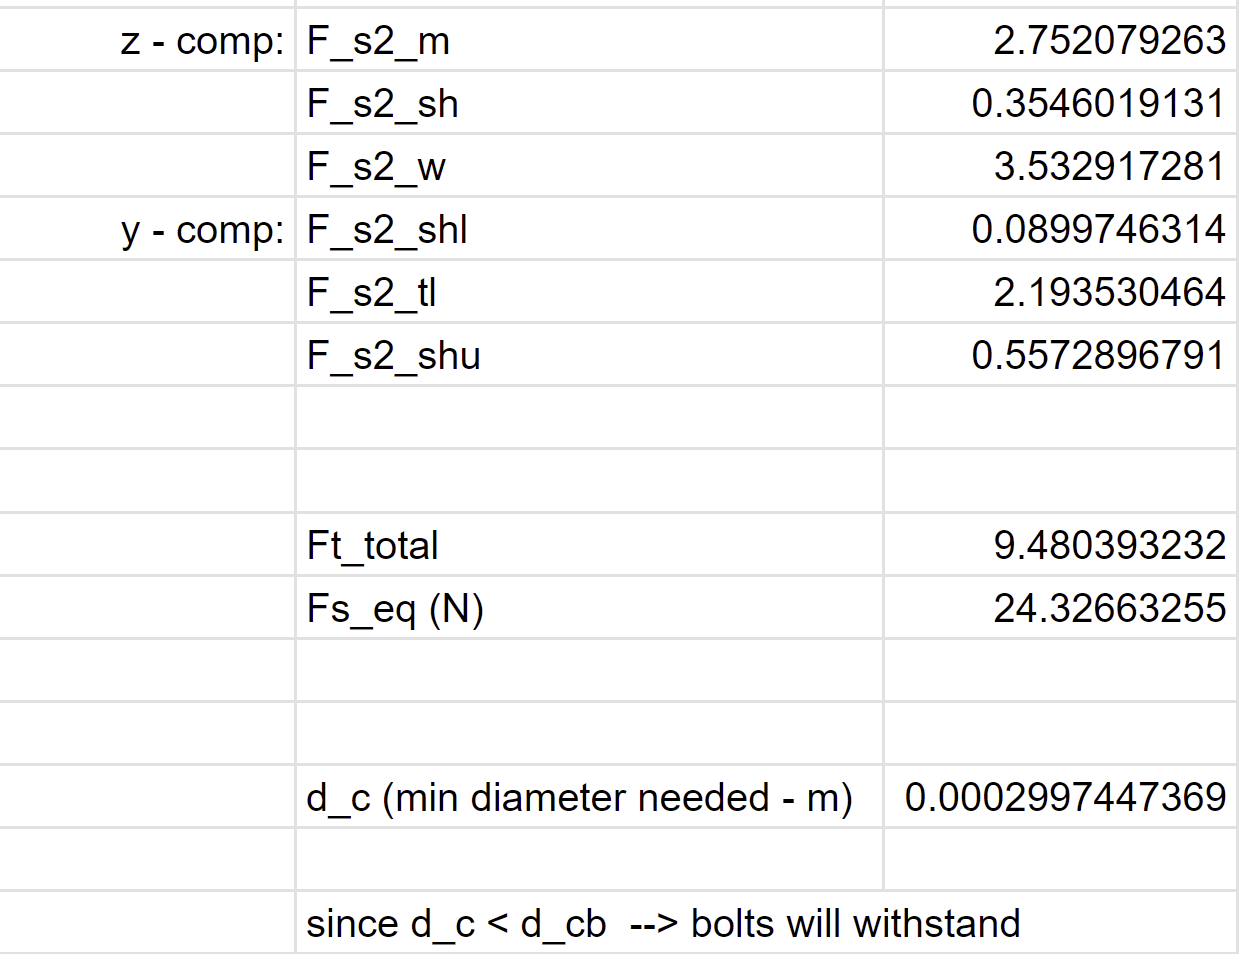 z - comp: F_s2_m 2.752079263
F_s2_sh 0.3546019131
F_s2_w 3.532917281
y - comp: F_s2_shl 0.0899746314
F_s2_tl 2.193530464
F_s2_shu 0.5572896791
Ft_total 9.480393232
Fs_eq (N) 24.32663255
d_c (min diameter needed - m) 0.0002997447369
since d_c < d_cb --> bolts will withstand